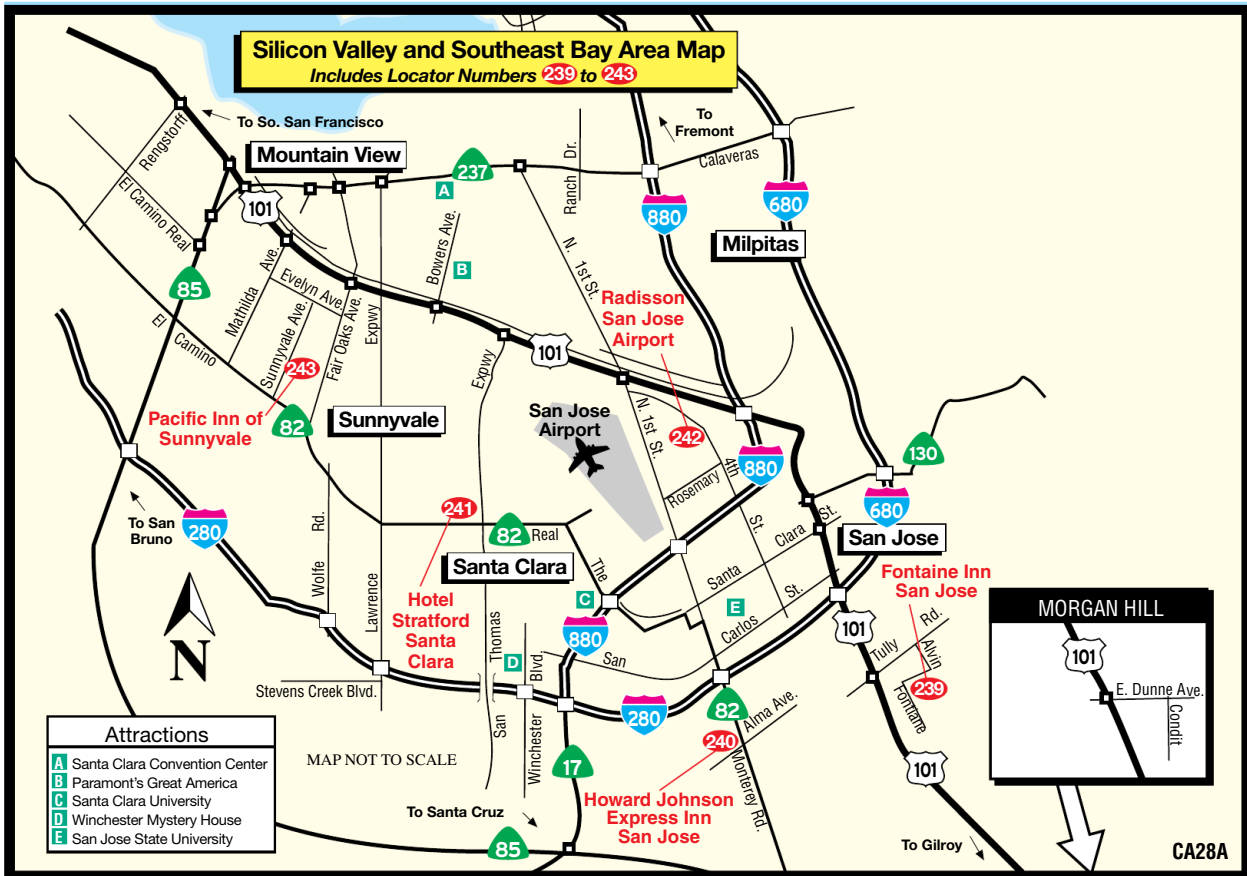 Silicon Valley and Southeast Bay Area Map
Includes Locator Numbers 239 to 243
To So. San Francisco
To
Fremont
Rengstorff
Mountain View
237
Ranch Dr.
Calaveras
El Camino Real
101
A
880
680
Bowers Ave.
B
N. 1st St.
Milpitas
85
Mathilda Ave.
Evelyn Ave.
Sunnyvale Ave.
Fair Oaks Ave.
Expwy
El Camino
Radisson
San Jose
Airport
Expwy
101
243
Pacific Inn of
Sunnyvale
82
Sunnyvale
San Jose
Airport
N. 1st St.
242
4th St.
880
130
Rosemary
To San
Bruno
280
Wolfe Rd.
Lawrence
241
82
Real
The
680
Santa Clara
San Jose
Santa Clara St.
Hotel
Stratford
Santa
Clara
Thomas
C
880
E
San Carlos St.
Fontaine Inn
San Jose
101
Tully Rd.
Alvin
239
Fontiane
MORGAN HILL
101
E. Dunne Ave.
Condit
N
D
Stevens Creek Blvd.
San
Winchester Blvd
280
82
Alma Ave.
240
Monterey Rd.
Howard Johnson
Express Inn
San Jose
101
Attractions
A Santa Clara Convention Center
B Paramont's Great America
C Santa Clara University
D Winchester Mystery House
E San Jose State University
MAP NOT TO SCALE
17
To Santa Cruz
85
To Gilroy
CA28A